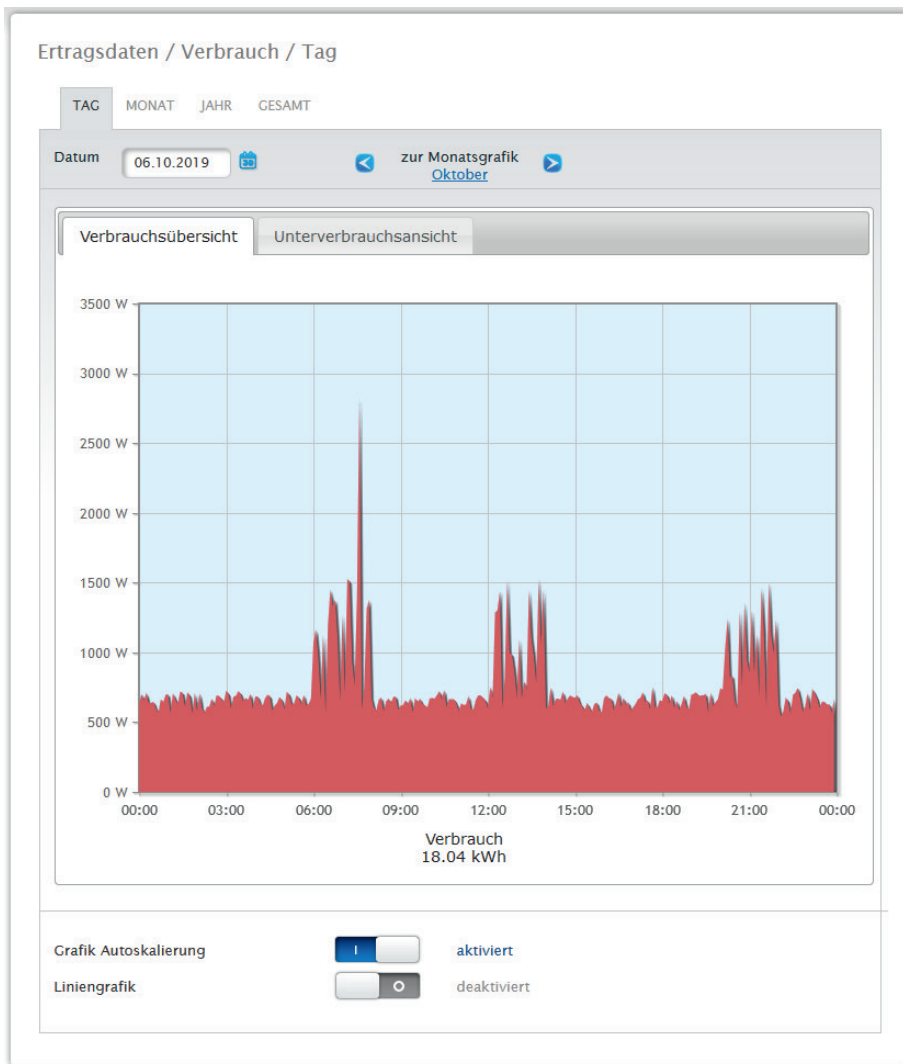 Ertragsdaten / Verbrauch / Tag
TAG MONAT JAHR GESAMT
Datum 06.10.2019 30 zur Monatsgrafik
Oktober
Verbrauchsübersicht Unterverbrauchsansicht
3500 W
3000 W
2500 W
2000 W
1500 W
1000 W
500 W
0 W
00:00 03:00 06:00 09:00 12:00 15:00 18:00 21:00 00:00
Verbrauch
18.04 kWh
Grafik Autoskalierung I aktiviert
Liniengrafik O deaktiviert